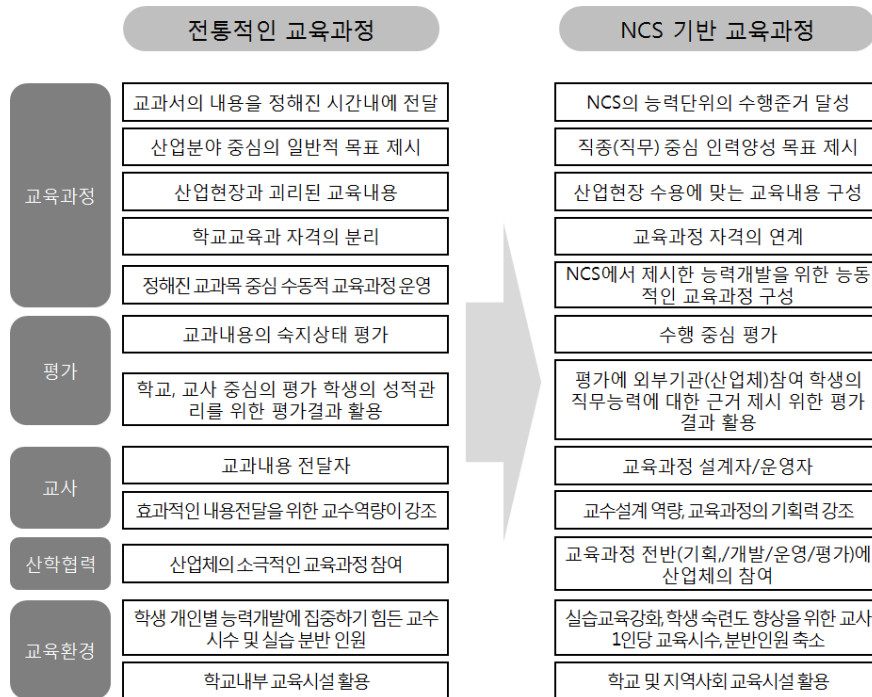 전통적인 교육과정
NCS 기반 교육과정
교육과정
교과서의 내용을 정해진 시간내에 전달
NCS의 능력단위의 수행준거 달성
산업분야 중심의 일반적 목표 제시
직종(직무) 중심 인력양성 목표 제시
산업현장과 괴리된 교육내용
산업현장 수용에 맞는 교육내용 구성
학교교육과 자격의 분리
교육과정 자격의 연계
정해진 교과목 중심 수동적 교육과정 운영
NCS에서 제시한 능력개발을 위한 능동
적인 교육과정 구성
평가
교과내용의 숙지상태 평가
수행 중심 평가
학교, 교사 중심의 평가 학생의 성적관
리를 위한 평가결과 활용
평가에 외부기관(산업체)참여 학생의
직무능력에 대한 근거 제시 위한 평가
결과 활용
교사
교과내용 전달자
교육과정 설계자/운영자
효과적인 내용전달을 위한 교수역량이 강조
교수설계 역량, 교육과정의 기획력 강조
산학협력
산업체의 소극적인 교육과정 참여
교육과정 전반(기획,/개발/운영/평가)에
산업체의 참여
교육환경
학생 개인별 능력개발에 집중하기 힘든 교수
시수 및 실습 분반 인원
실습교육강화, 학생 숙련도 향상을 위한 교사
1인당 교육시수, 분반인원 축소
학교내부 교육시설 활용
학교 및 지역사회 교육시설 활용